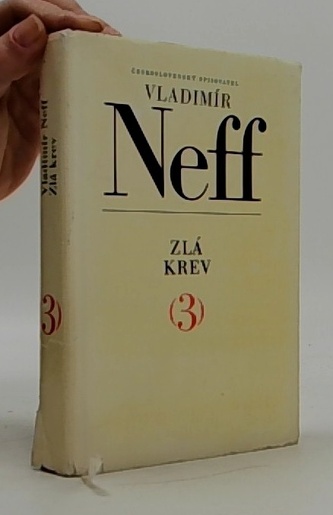 ČESKOSLOVENSKÝ SPISOVATEL
VLADIMÍR
Neff
ZLÁ
KREV
(3)
Vladimír Neff
Zlá krev
3)